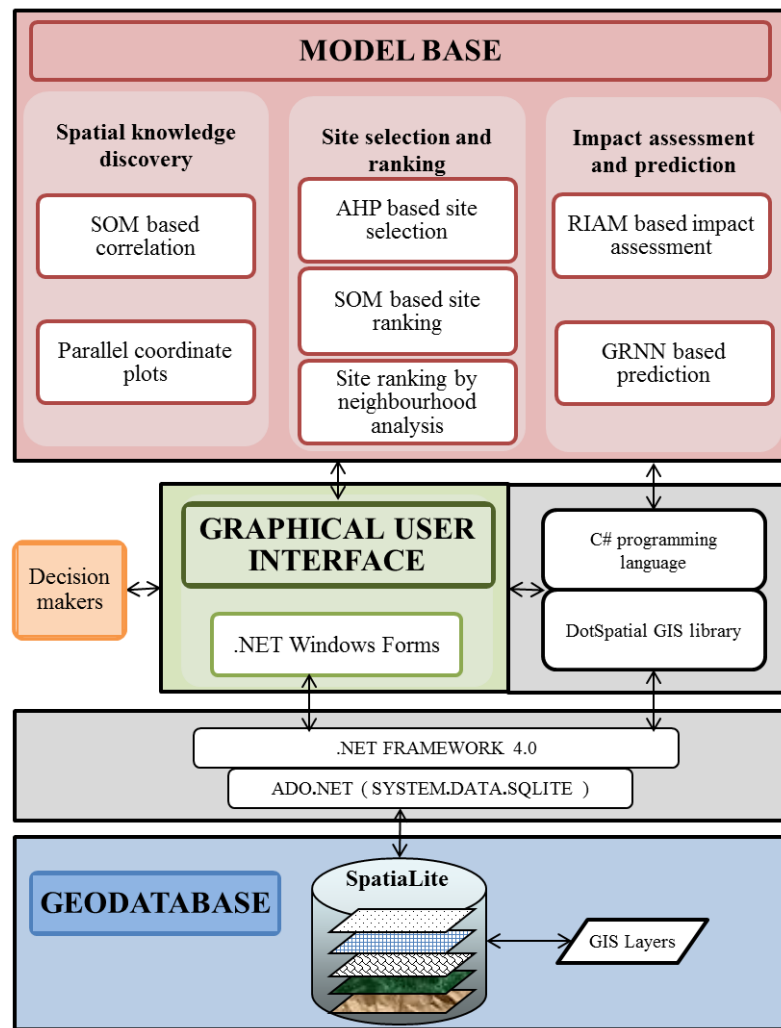 MODEL BASE
Spatial knowledge
discovery
SOM based
correlation
Parallel coordinate
plots
Site selection and
ranking
AHP based site
selection
SOM based site
ranking
Site ranking by
neighbourhood
analysis
Impact assessment
and prediction
RIAM based impact
assessment
GRNN based
prediction
Decision
makers
GRAPHICAL USER
INTERFACE
.NET Windows Forms
C# programming
language
DotSpatial GIS library
.NET FRAMEWORK 4.0
ADO.NET ( SYSTEM.DATA.SQLITE )
GEODATABASE
SpatiaLite
GIS Layers